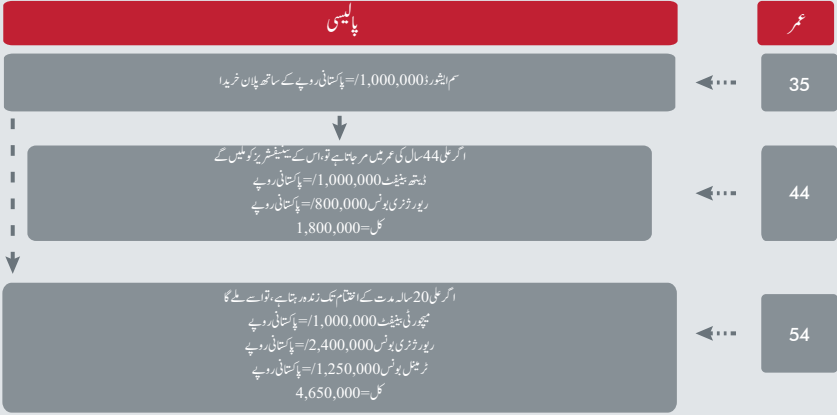 عمر
پالیسی
35
سم ایشورڈ 1,000,000/= پاکستانی روپے کے ساتھ پلان خریدا
44
اگر علی 44 سال کی عمر میں مر جاتا ہے تو، اس کے بینیفشریز کو ملیں گے
ڈیتھ بینیفٹ 1,000,000/= پاکستانی روپے
ریورژنری بونس 800,000/= پاکستانی روپے
کل=1,800,000
54
اگر علی 20 سالہ مدت کے اختتام تک زندہ رہتا ہے، تو اسے ملے گا
میچورٹی بینیفٹ 1,000,000/= پاکستانی روپے
ریورژنری بونس 2,400,000/= پاکستانی روپے
ٹرمینل بونس 1,250,000/= پاکستانی روپے
کل=4,650,000